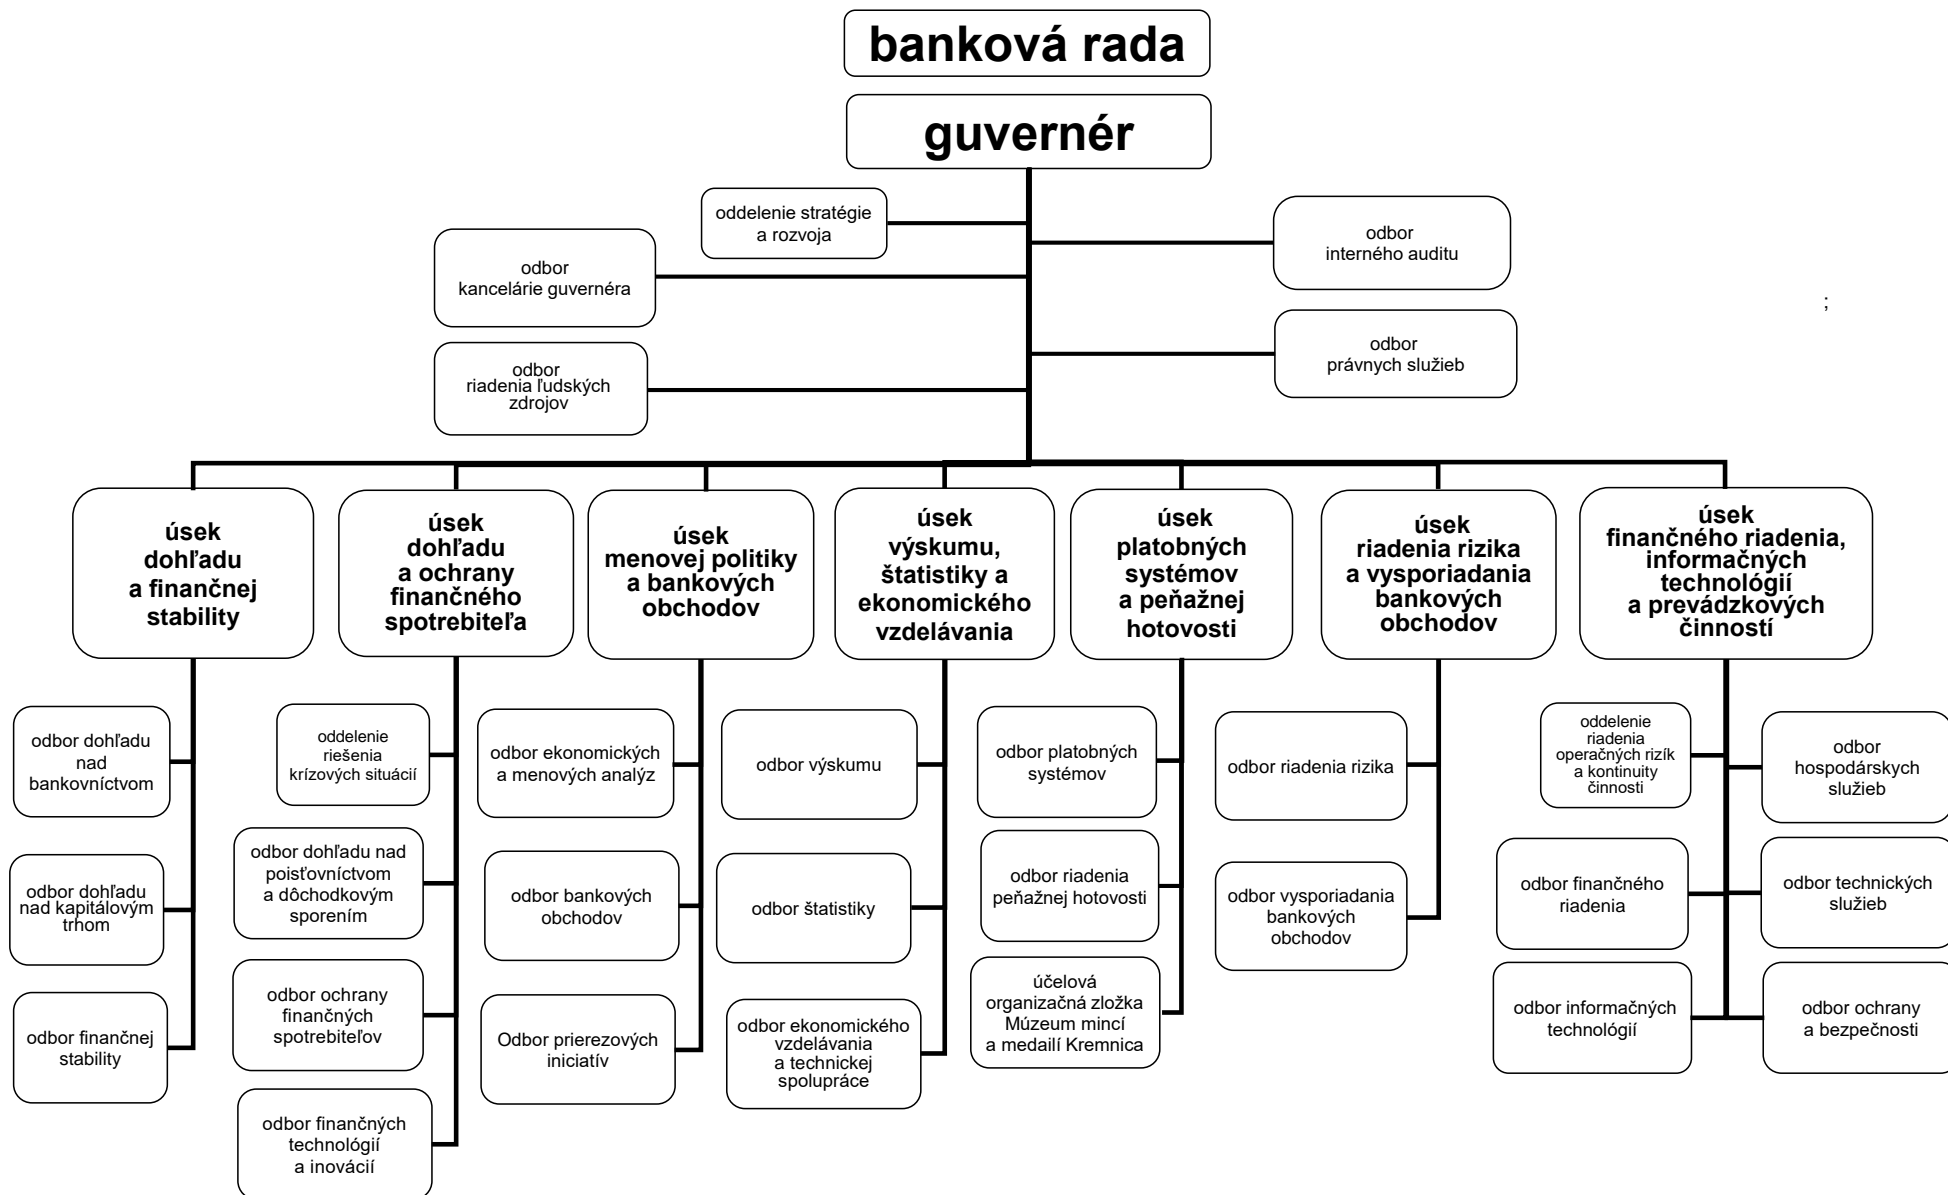 banková rada
guvernér
oddelenie stratégie
a rozvoja
odbor
interného auditu
odbor
kancelárie guvernéra
;
odbor
právnych služieb
odbor
riadenia ľudských
zdrojov
úsek
dohľadu
a finančnej
stability
úsek
dohľadu
a ochrany
finančného
spotrebiteľa
úsek
menovej politiky
a bankových
obchodov
úsek
výskumu,
štatistiky a
ekonomického
vzdelávania
úsek
platobných
systémov
a peňažnej
hotovosti
úsek
riadenia rizika
a vysporiadania
bankových
obchodov
úsek
finančného riadenia,
informačných
technológií
a prevádzkových
činností
odbor dohľadu
nad
bankovníctvom
oddelenie
riešenia
krízových situácií
odbor ekonomických
a menových analýz
odbor výskumu
odbor platobných
systémov
odbor riadenia rizika
oddelenie
riadenia
operačných rizík
a kontinuity
činnosti
odbor
hospodárskych
služieb
odbor dohľadu
nad kapitálovým
trhom
odbor dohľadu nad
poisťovníctvom
a dôchodkovým
sporením
odbor bankových
obchodov
odbor štatistiky
odbor riadenia
peňažnej hotovosti
odbor vysporiadania
bankových
obchodov
odbor finančného
riadenia
odbor technických
služieb
odbor finančnej
stability
odbor ochrany
finančných
spotrebiteľov
Odbor prierezových
iniciatív
odbor ekonomického
vzdelávania
a technickej
spolupráce
účelová
organizačná zložka
Múzeum mincí
a medailí Kremnica
odbor informačných
technológií
odbor ochrany
a bezpečnosti
odbor finančných
technológií
a inovácií